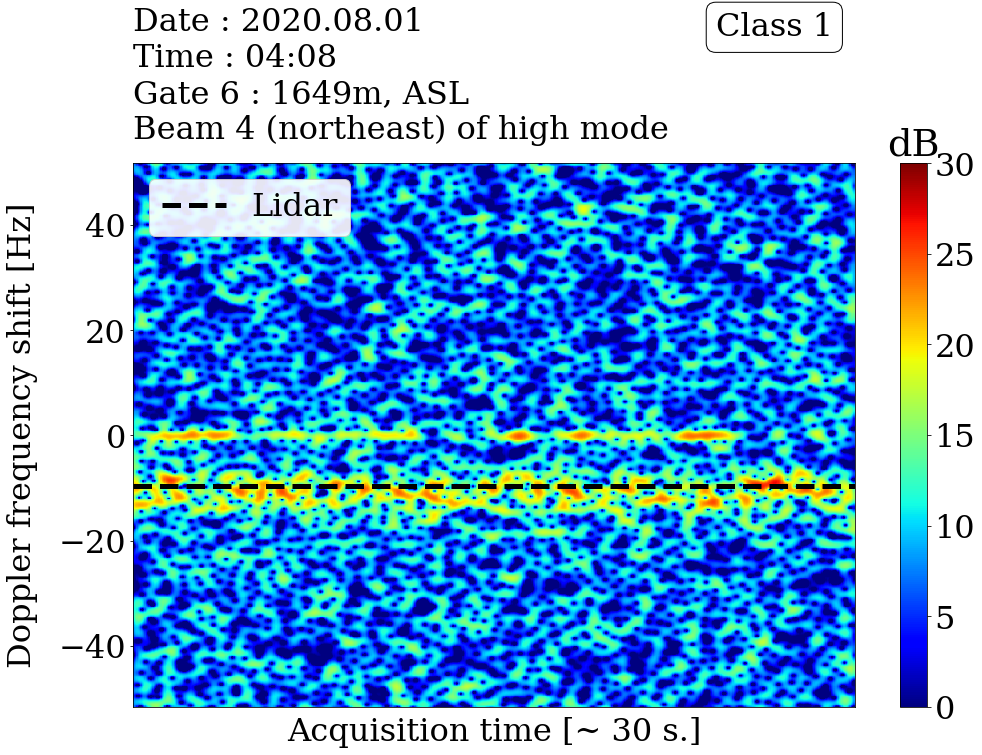 Date : 2020.08.01
Time : 04:08
Gate 6 : 1649m, ASL
Beam 4 (northeast) of high mode
Class 1
dB
Lidar
Doppler frequency shift [Hz]
40
20
0
−20
−40
30
25
20
15
10
5
0
Acquisition time [~ 30 s.]